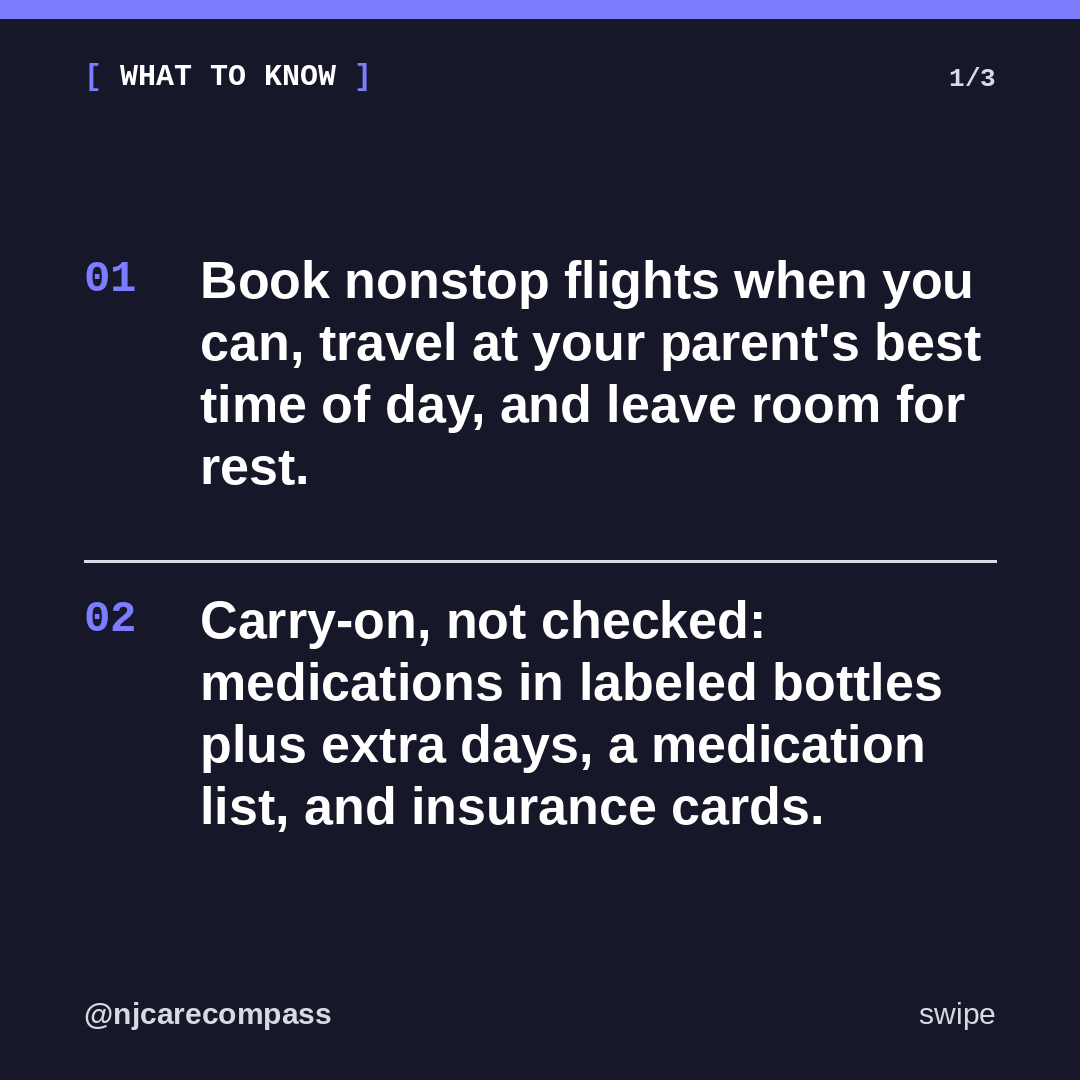 [ WHAT TO KNOW ]
1/3
01
Book nonstop flights when you
can, travel at your parent's best
time of day, and leave room for
rest.
02
Carry-on, not checked:
medications in labeled bottles
plus extra days, a medication
list, and insurance cards.
@njcarecompass
swipe